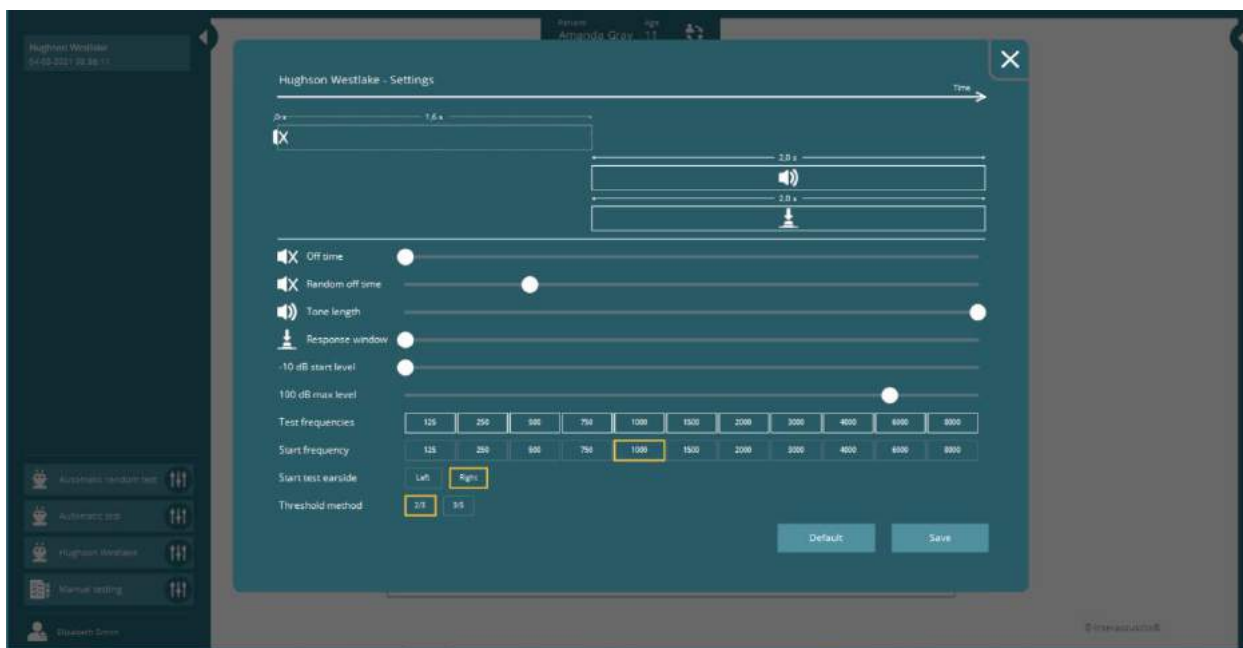 Patient Age
Amanda Gray 11
Hughson Westlake
Hughson Westlake - Settings
Time
1,6 s
2,0 s
2,0 s
Off time
Random off time
Tone length
Response window
-10 dB start level
100 dB max level
Test frequencies 125 250 500 750 1000 1500 2000 3000 4000 6000 8000
Start frequency 125 250 500 750 1000 1500 2000 3000 4000 6000 8000
Start test earside Left Right
Threshold method 2/3 3/5
Default Save
Automatic random test
Automatic test
Hughson Westlake
Manual testing